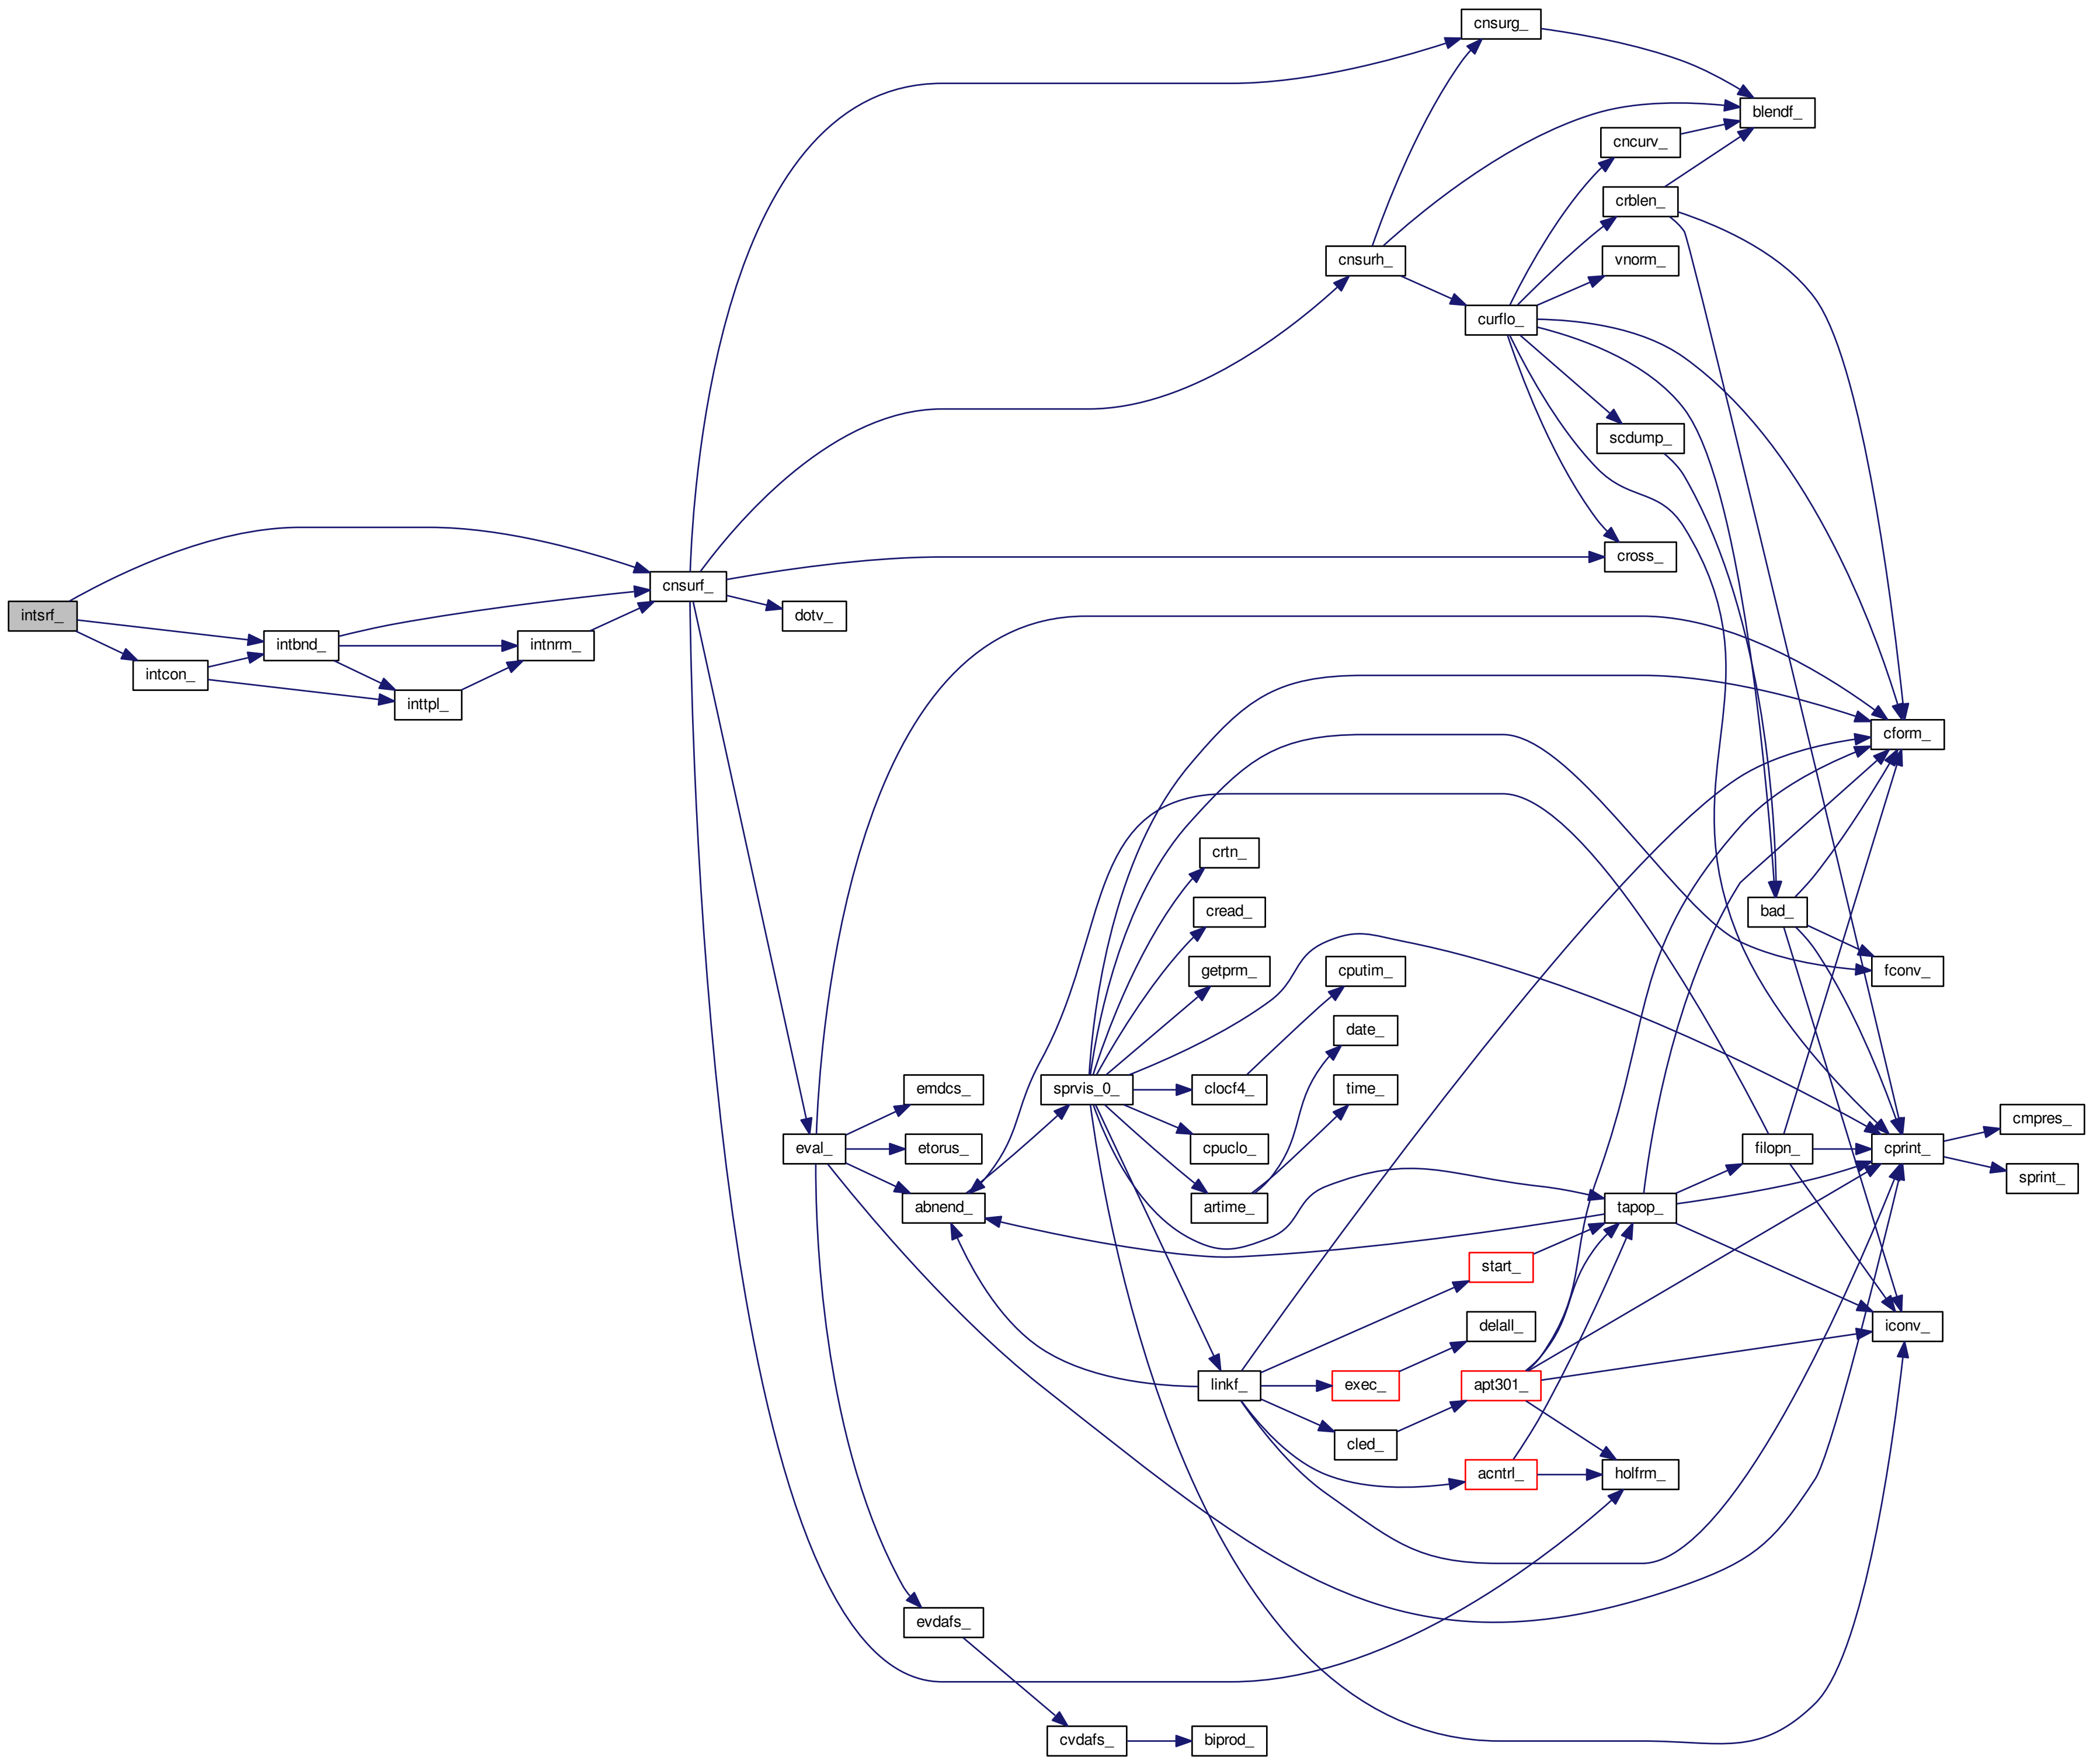 cnsurg_
blendf_
cncurv_
crblen_
cnsurh_
vnorm_
curflo_
scdump_
cross_
cnsurf_
intsrf_
dotv_
intbnd_
intnrm_
intcon_
inttpl_
cform_
crtn_
cread_
bad_
getprm_
cputim_
fconv_
date_
emdcs_
sprvis_0_
clocf4_
time_
cmpres_
eval_
etorus_
cpuclo_
filopn_
cprint_
sprint_
abnend_
artime_
tapop_
start_
delall_
iconv_
linkf_
exec_
apt301_
cled_
acntrl_
holfrm_
evdafs_
cvdafs_
biprod_